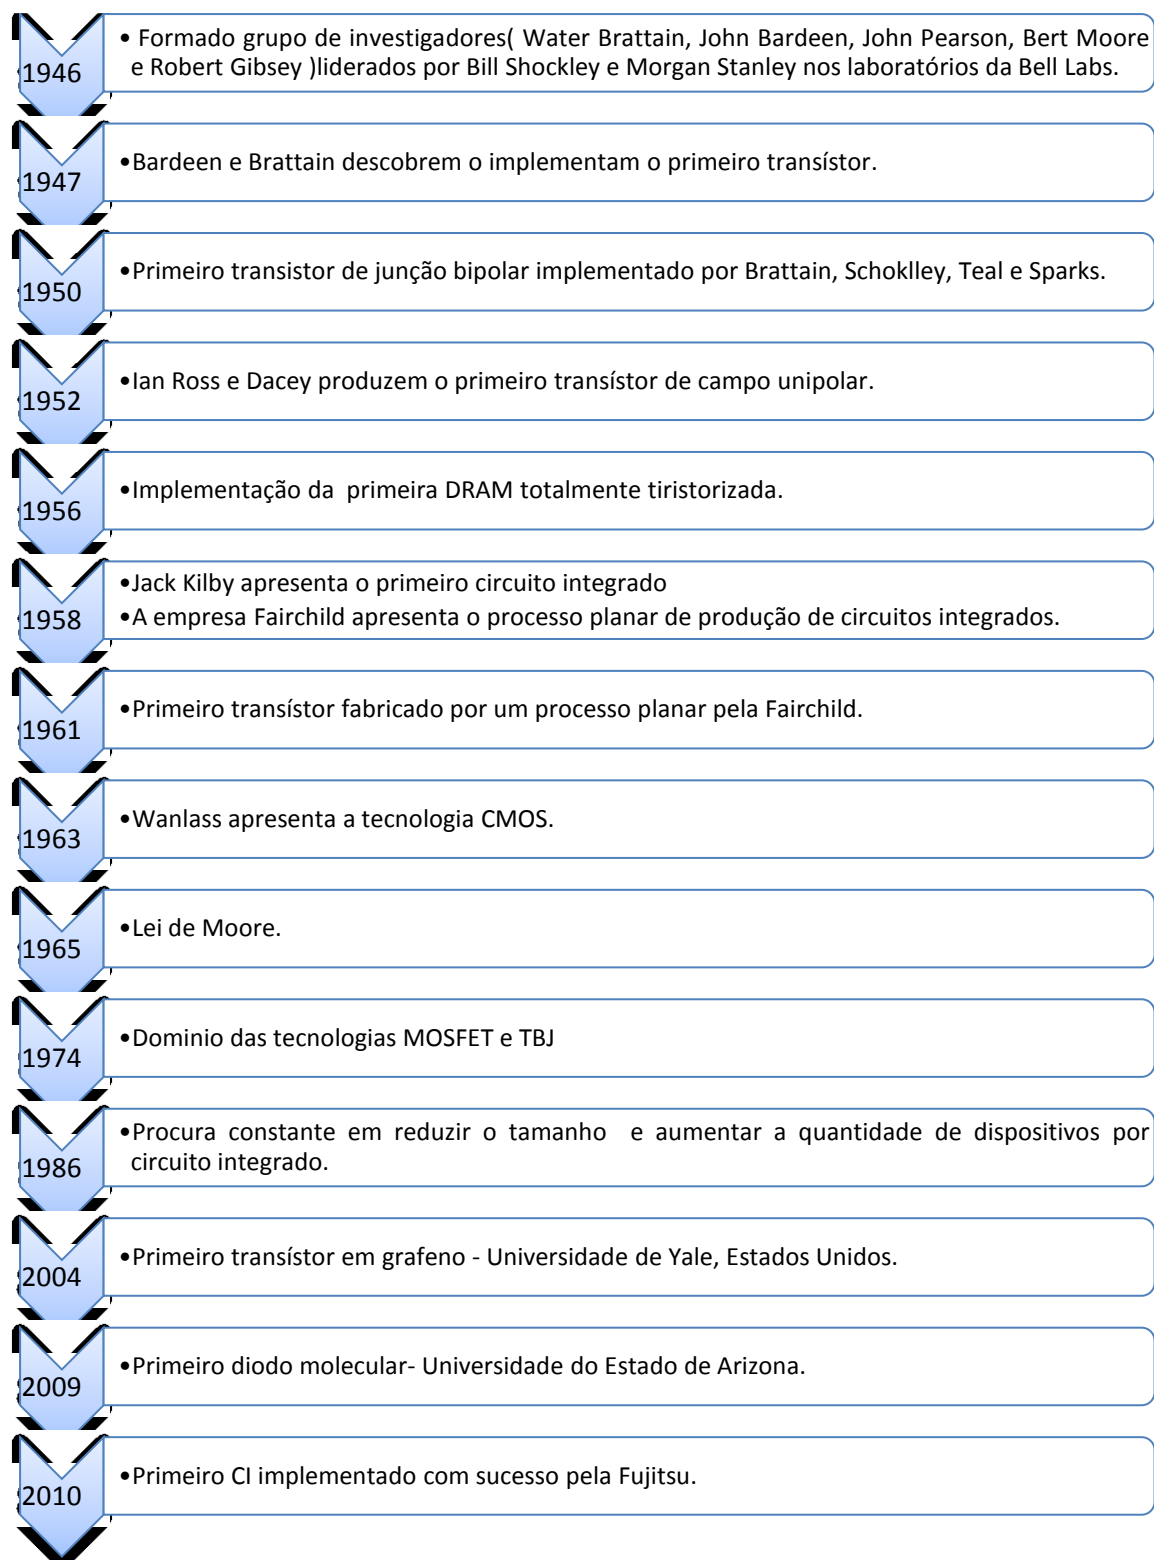 1946
• Formado grupo de investigadores( Water Brattain, John Bardeen, John Pearson, Bert Moore
e Robert Gibsey )liderados por Bill Shockley e Morgan Stanley nos laboratórios da Bell Labs.
1947
•Bardeen e Brattain descobrem o implementam o primeiro transístor.
1950
•Primeiro transistor de junção bipolar implementado por Brattain, Schoklley, Teal e Sparks.
1952
•Ian Ross e Dacey produzem o primeiro transístor de campo unipolar.
1956
•Implementação da primeira DRAM totalmente tiristorizada.
1958
•Jack Kilby apresenta o primeiro circuito integrado
•A empresa Fairchild apresenta o processo planar de produção de circuitos integrados.
1961
•Primeiro transístor fabricado por um processo planar pela Fairchild.
1963
•Wanlass apresenta a tecnologia CMOS.
1965
•Lei de Moore.
1974
•Dominio das tecnologias MOSFET e TBJ
1986
•Procura constante em reduzir o tamanho e aumentar a quantidade de dispositivos por
circuito integrado.
2004
•Primeiro transístor em grafeno - Universidade de Yale, Estados Unidos.
2009
•Primeiro diodo molecular- Universidade do Estado de Arizona.
2010
•Primeiro CI implementado com sucesso pela Fujitsu.